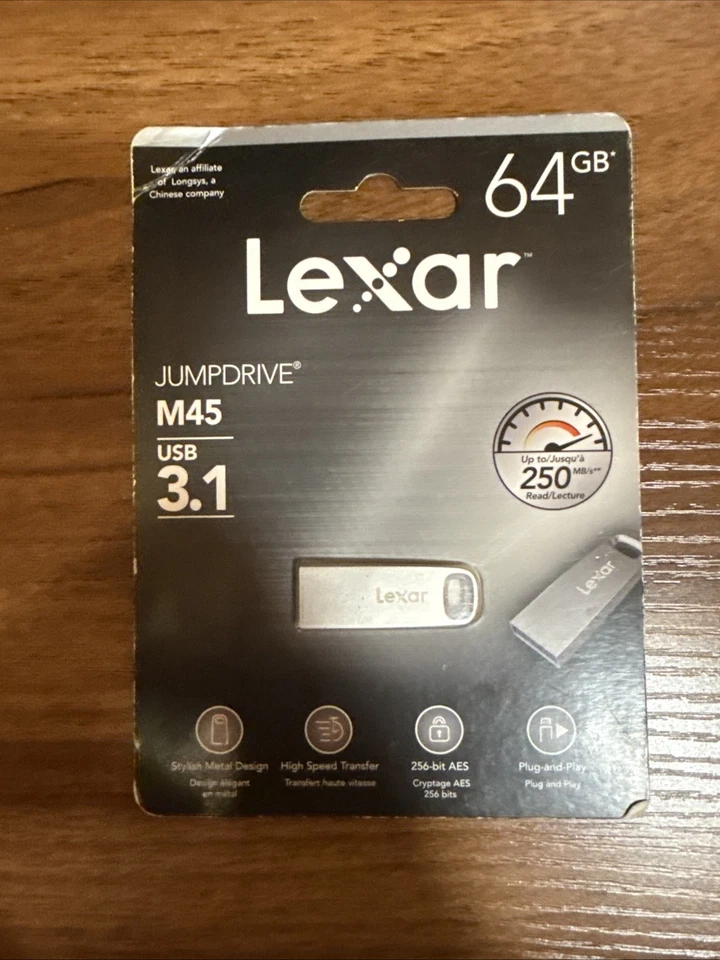 Lexar, an affiliate
of Longsys, a
Chinese company
64GB*
Lexar™
JUMPDRIVE®
M45
USB
3.1
Up to/Jusqu'à
250 MB/s**
Read/Lecture
Lexar
Lexar
Stylish Metal Design
Design élégant
en métal
High Speed Transfer
Transfert haute vitesse
256-bit AES
Cryptage AES
256 bits
Plug-and-Play
Plug and Play